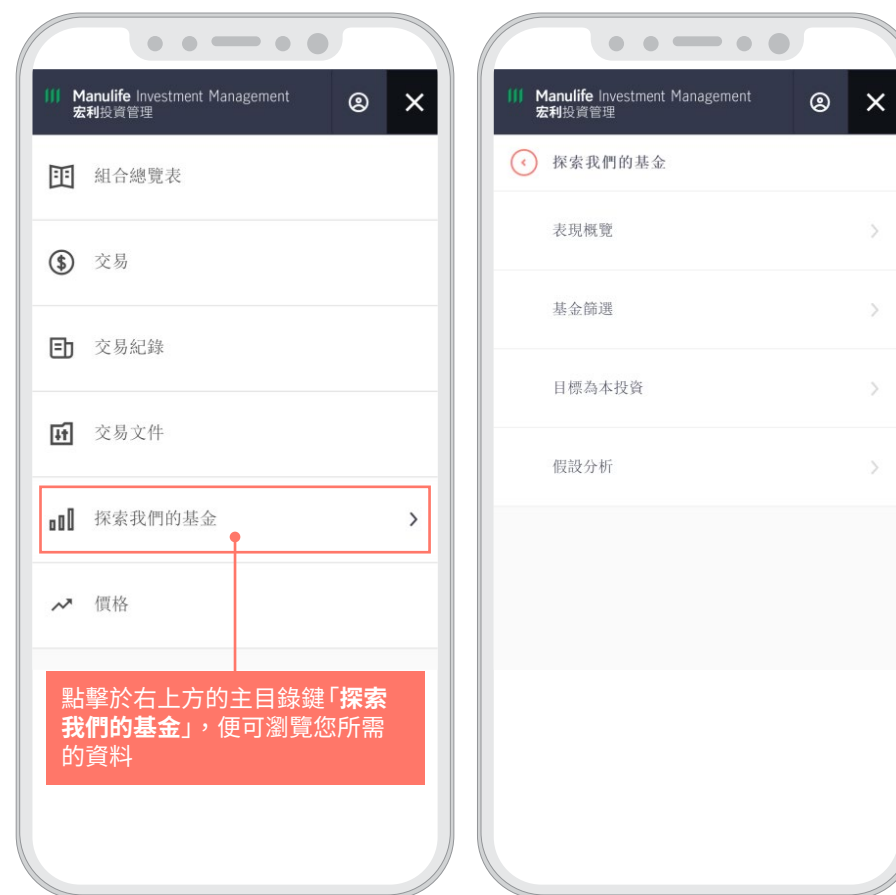 Manulife Investment Management
宏利投資管理
組合總覽表
交易
交易紀錄
交易文件
探索我們的基金
價格
點擊於右上方的主目錄鍵「探索
我們的基金」，便可瀏覽您所需
的資料
Manulife Investment Management
宏利投資管理
探索我們的基金
表現概覽
基金篩選
目標為本投資
假設分析